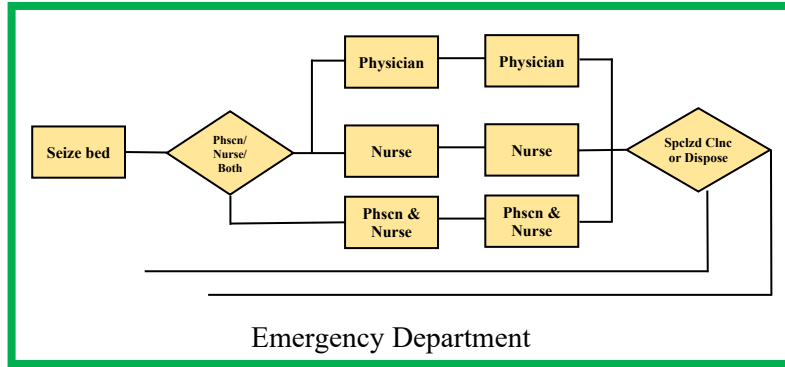 Seize bed
Phscn/
Nurse/
Both
Physician
Physician
Nurse
Nurse
Phscn &
Nurse
Phscn &
Nurse
Spclzd Clnc
or Dispose
Emergency Department